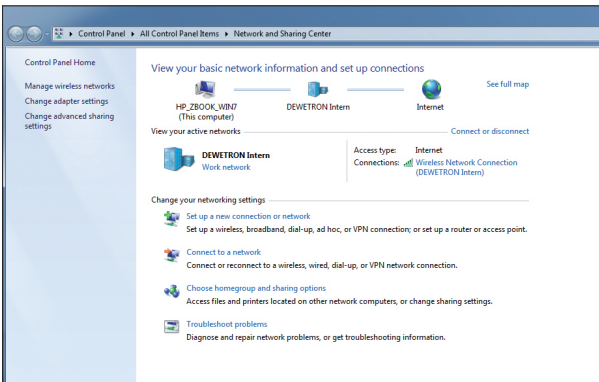 Control Panel ▸ All Control Panel Items ▸ Network and Sharing Center
Control Panel Home
Manage wireless networks
Change adapter settings
Change advanced sharing
settings
View your basic network information and set up connections
See full map
HP_ZBOOK_WIN7
(This computer)
DEWETRON Intern
Internet
View your active networks
Connect or disconnect
DEWETRON Intern
Work network
Access type: Internet
Connections: Wireless Network Connection
(DEWETRON Intern)
Change your networking settings
Set up a new connection or network
Set up a wireless, broadband, dial-up, ad hoc, or VPN connection; or set up a router or access point.
Connect to a network
Connect or reconnect to a wireless, wired, dial-up, or VPN network connection.
Choose homegroup and sharing options
Access files and printers located on other network computers, or change sharing settings.
Troubleshoot problems
Diagnose and repair network problems, or get troubleshooting information.